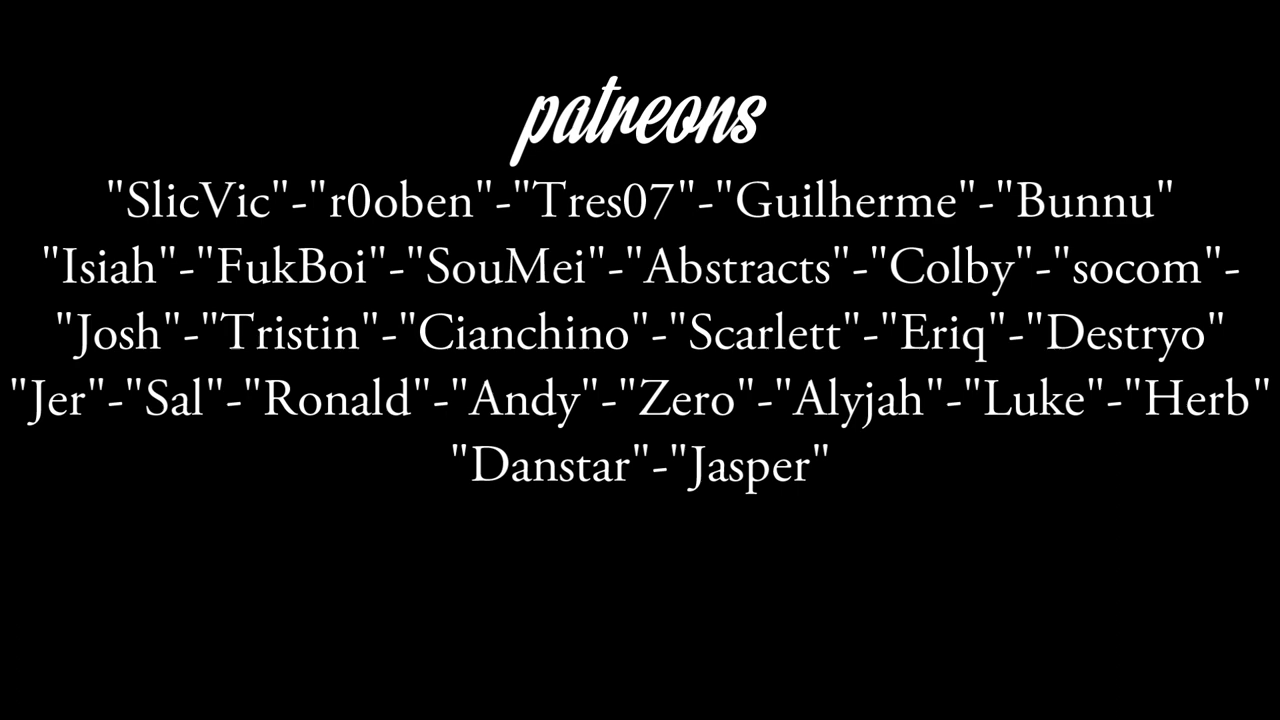 patreons
"SlicVic"-"r0oben"-"Tres07"-"Guilherme"-"Bunnu"
"Isiah"-"FukBoi"-"SouMei"-"Abstracts"-"Colby"-"socom"-
"Josh"-"Tristin"-"Cianchino"-"Scarlett"-"Eriq"-"Destryo"
"Jer"-"Sal"-"Ronald"-"Andy"-"Zero"-"Alyjah"-"Luke"-"Herb"
"Danstar"-"Jasper"